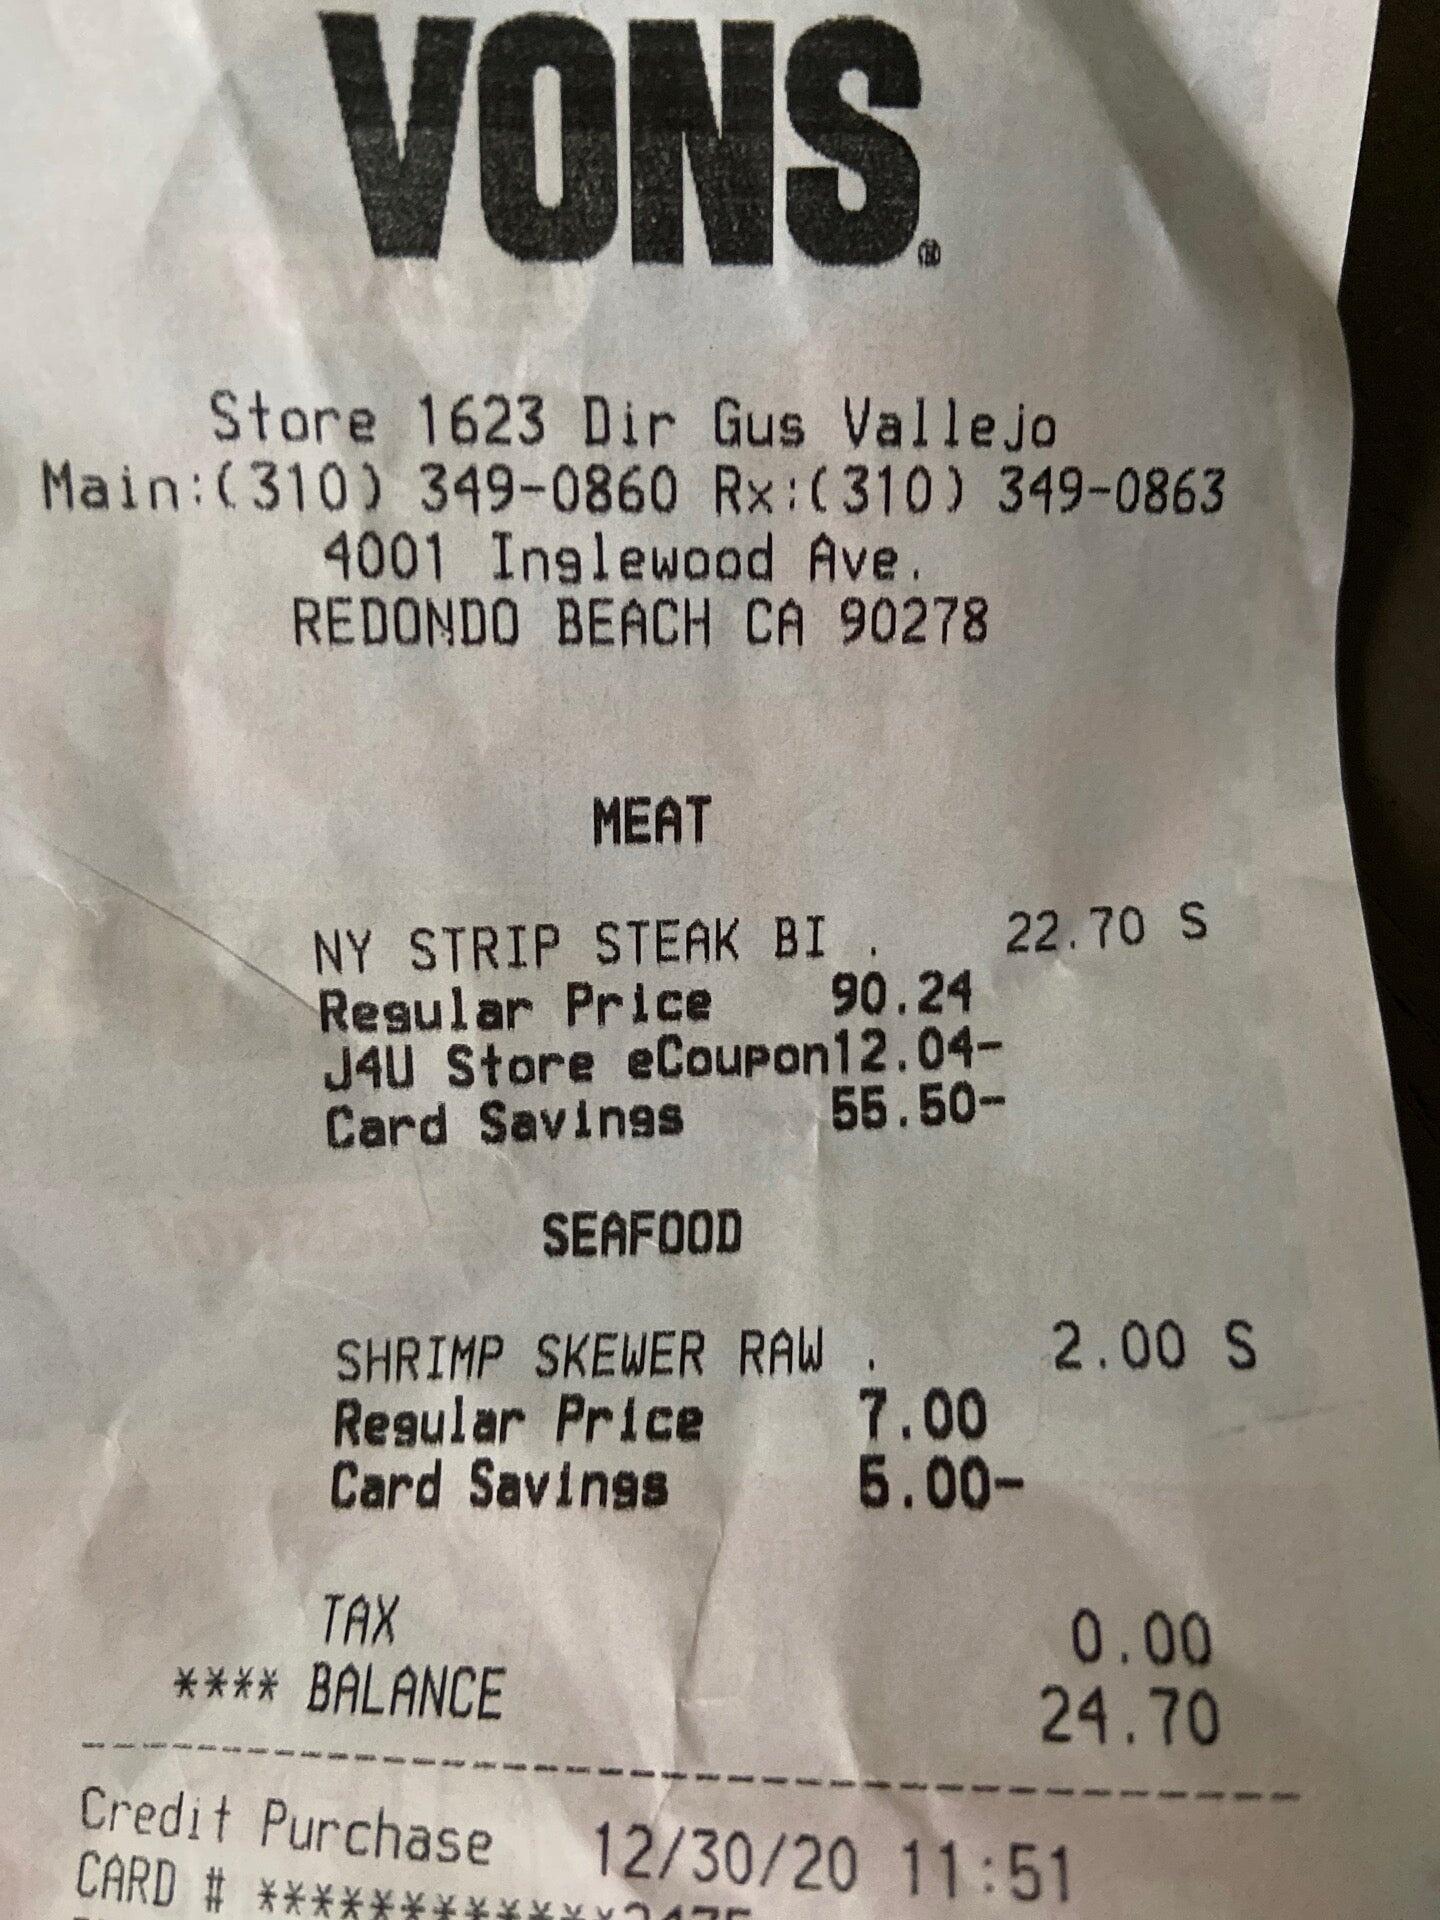 VONS®
Store 1623 Dir Gus Vallejo
Main:(310) 349-0860 Rx:(310) 349-0863
4001 Inglewood Ave.
REDONDO BEACH CA 90278
MEAT
NY STRIP STEAK BI . 22.70 S
Regular Price 90.24
J4U Store eCoupon12.04-
Card Savings 55.50-
SEAFOOD
SHRIMP SKEWER RAW . 2.00 S
Regular Price 7.00
Card Savings 5.00-
TAX 0.00
**** BALANCE 24.70
Credit Purchase 12/30/20 11:51
CARD #